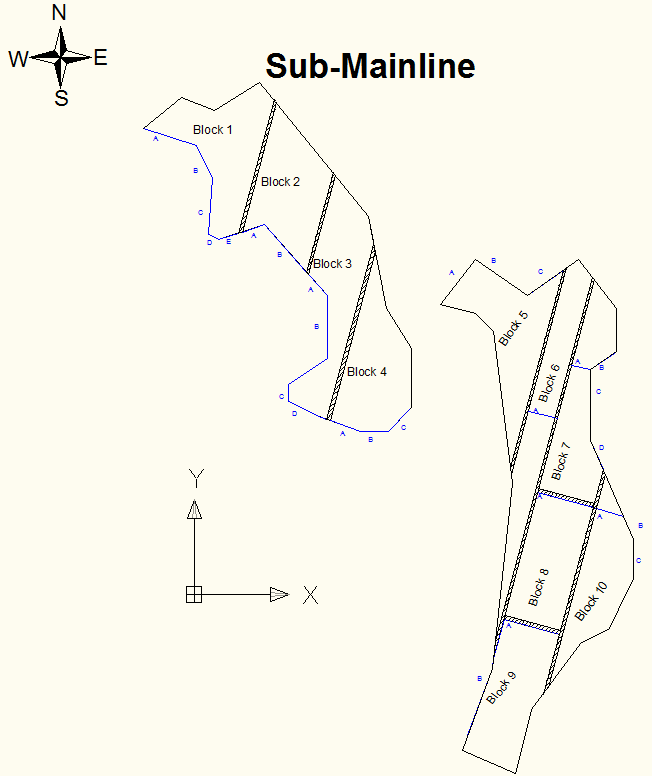 N
W E
S
Sub-Mainline
Block 1
A
B
C
D
E
Block 2
A
B
Block 3
A
B
C
D
Block 4
A
B
C
Block 5
A
B
C
Block 6
A
Block 7
A
B
C
D
Block 8
A
Block 9
A
B
Block 10
A
B
C
Y
X